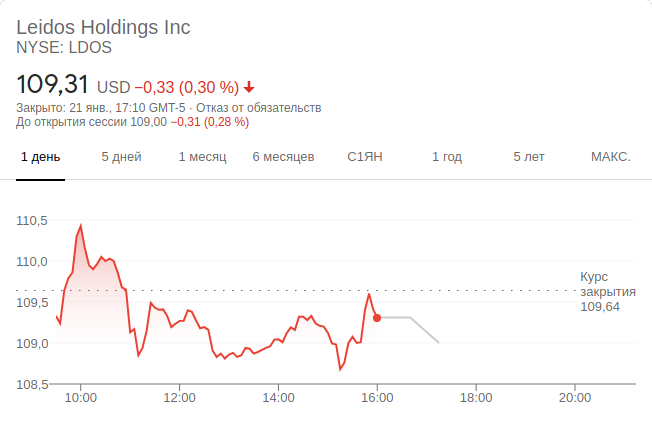 Leidos Holdings Inc
NYSE: LDOS
109,31 USD −0,33 (0,30 %)
Закрыто: 21 янв., 17:10 GMT-5 · Отказ от обязательств
До открытия сессии 109,00 −0,31 (0,28 %)
1 день 5 дней 1 месяц 6 месяцев С1ЯН 1 год 5 лет МАКС.
110,5
110,0
Курс
закрытия
109,64
109,5
109,0
108,5
10:00 12:00 14:00 16:00 18:00 20:00